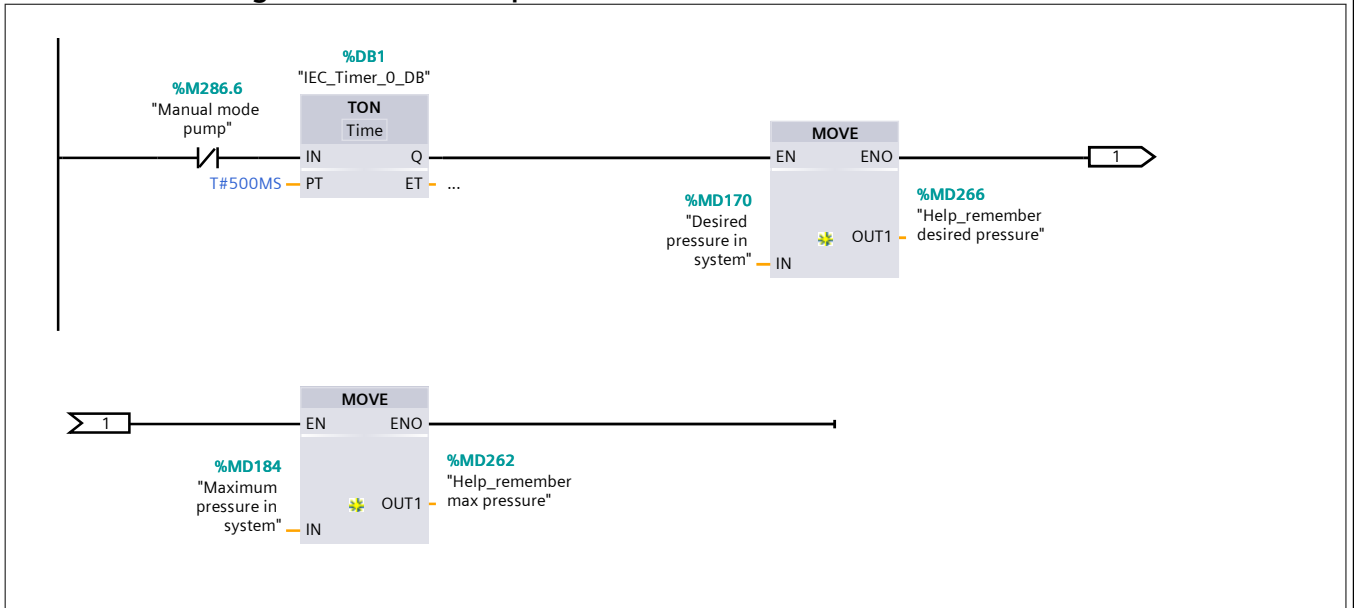 %DB1
"IEC_Timer_0_DB"
%M286.6
"Manual mode
pump"
TON
Time
IN
Q
T#500MS
PT
ET
...
MOVE
EN
ENO
1
%MD170
"Desired
pressure in
system"
IN
OUT1
%MD266
"Help_remember
desired pressure"
1
MOVE
EN
ENO
%MD184
"Maximum
pressure in
system"
IN
OUT1
%MD262
"Help_remember
max pressure"